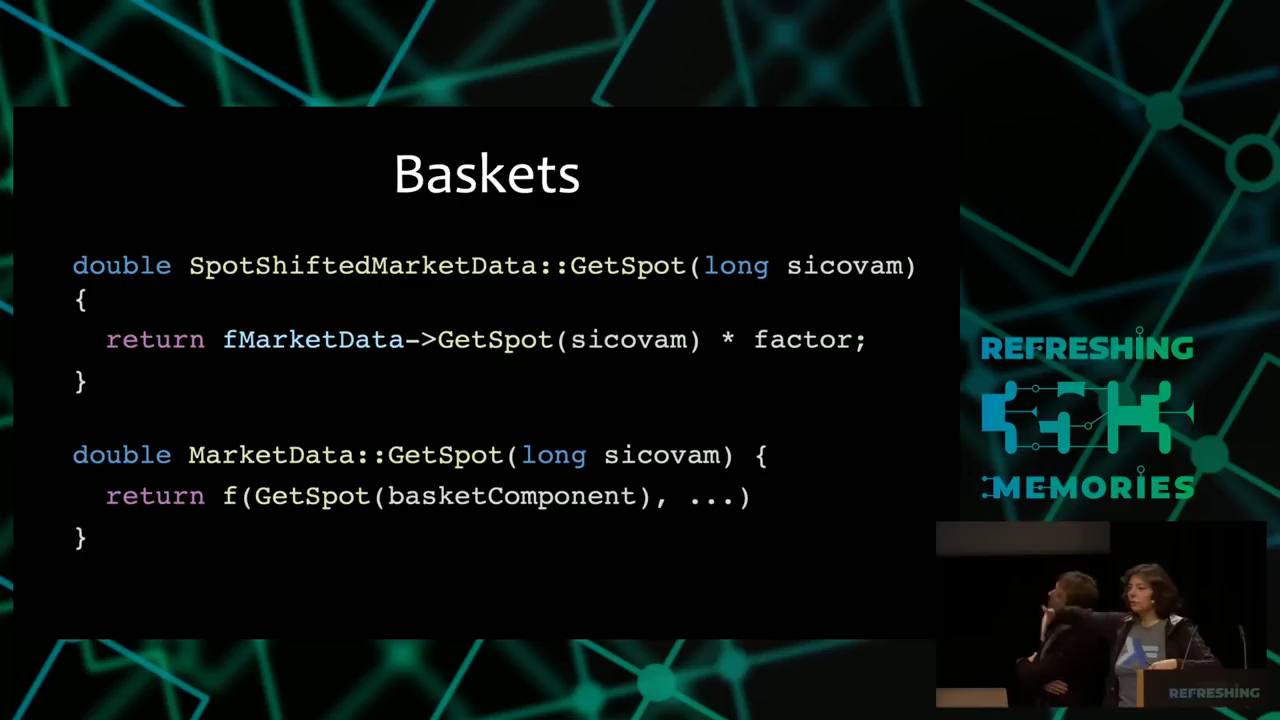 Baskets
double SpotShiftedMarketData::GetSpot(long sicovam)
{
  return fMarketData->GetSpot(sicovam) * factor;
}
double MarketData::GetSpot(long sicovam) {
  return f(GetSpot(basketComponent), ...)
}
REFRESHING
MEMORIES
REFRESHING